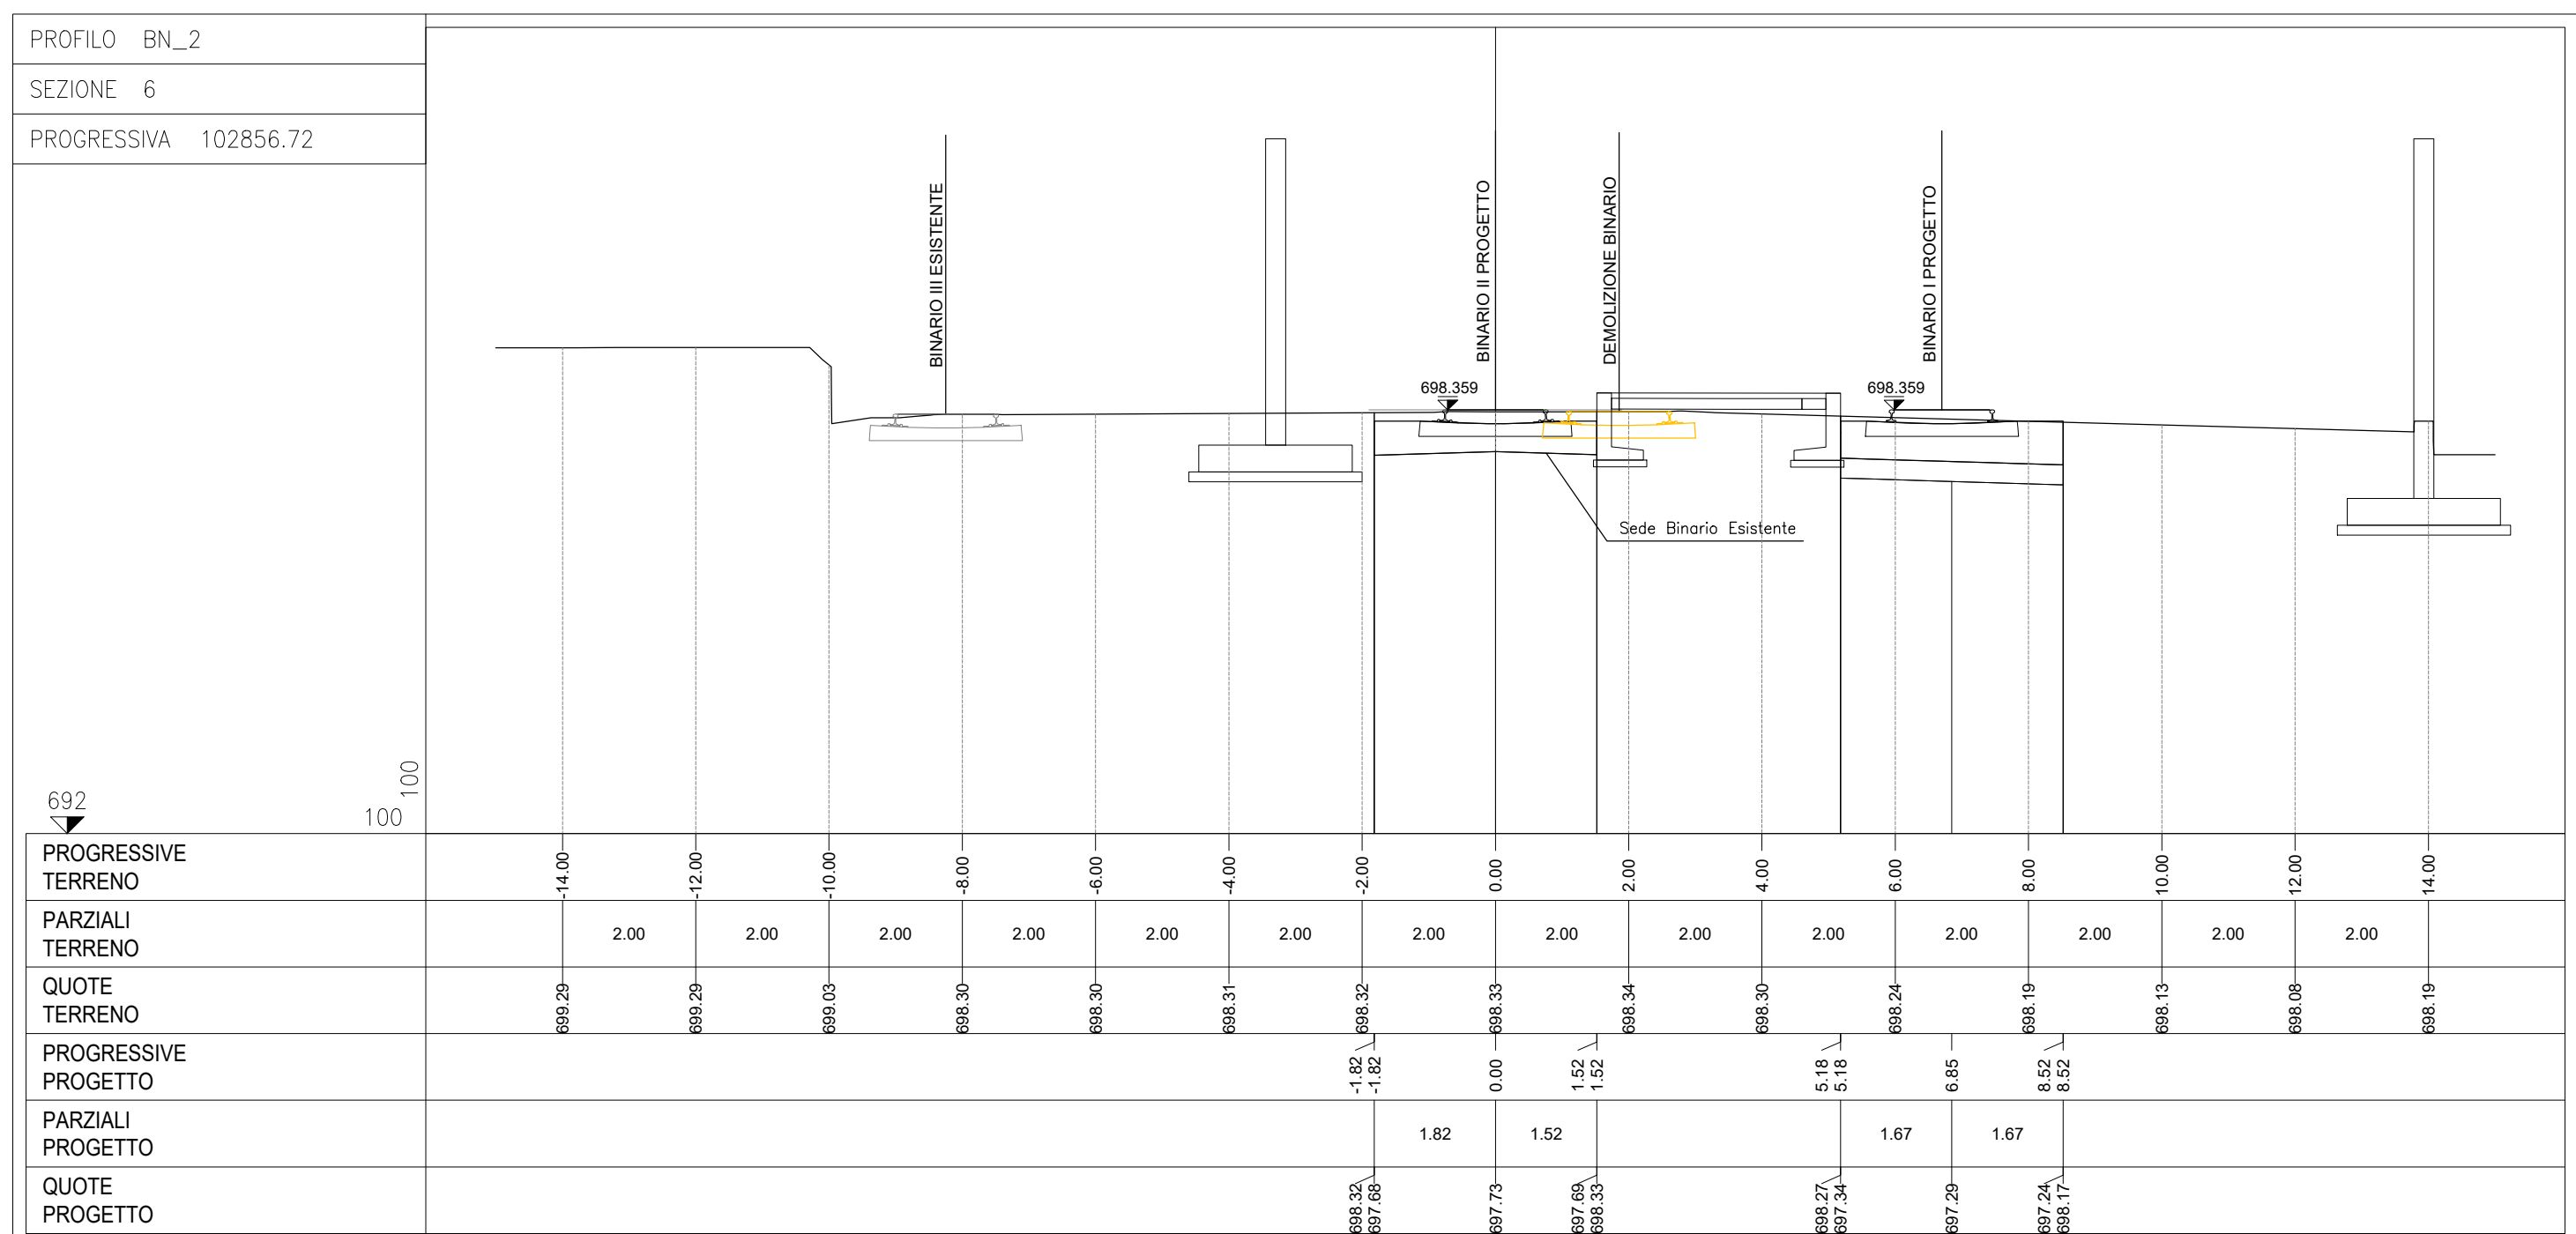 PROFILO BN_2
SEZIONE 6
PROGRESSIVA 102856.72
BINARIO III ESISTENTE
BINARIO II PROGETTO
DEMOLIZIONE BINARIO
BINARIO I PROGETTO
698.359
698.359
Sede Binario Esistente
692
100
100
PROGRESSIVE
TERRENO
-14.00 -12.00 -10.00 -8.00 -6.00 -4.00 -2.00 0.00 2.00 4.00 6.00 8.00 10.00 12.00 14.00
PARZIALI
TERRENO
2.00 2.00 2.00 2.00 2.00 2.00 2.00 2.00 2.00 2.00 2.00 2.00 2.00 2.00
QUOTE
TERRENO
699.29 699.29 699.03 698.30 698.30 698.31 698.32 698.33 698.34 698.30 698.24 698.19 698.13 698.08 698.19
PROGRESSIVE
PROGETTO
-1.82 -1.82 0.00 1.52 1.52 5.18 5.18 6.85 8.52 8.52
PARZIALI
PROGETTO
1.82 1.52 1.67 1.67
QUOTE
PROGETTO
698.32 697.68 697.73 697.69 698.33 698.27 697.34 697.29 697.24 698.17